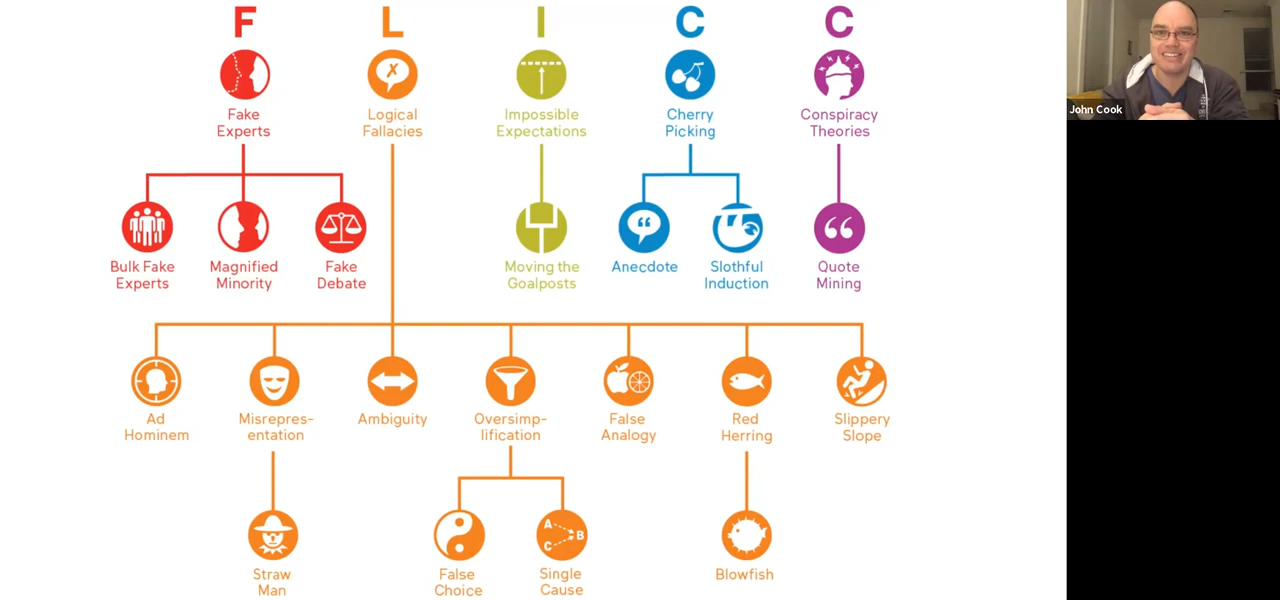 F
L
I
C
C
John Cook
Fake
Experts
Logical
Fallacies
Impossible
Expectations
Cherry
Picking
Conspiracy
Theories
Bulk Fake
Experts
Magnified
Minority
Fake
Debate
Moving the
Goalposts
Anecdote
Slothful
Induction
Quote
Mining
Ad
Hominem
Misrepres-
entation
Ambiguity
Oversimp-
lification
False
Analogy
Red
Herring
Slippery
Slope
Straw
Man
False
Choice
A
B
C
Single
Cause
Blowfish